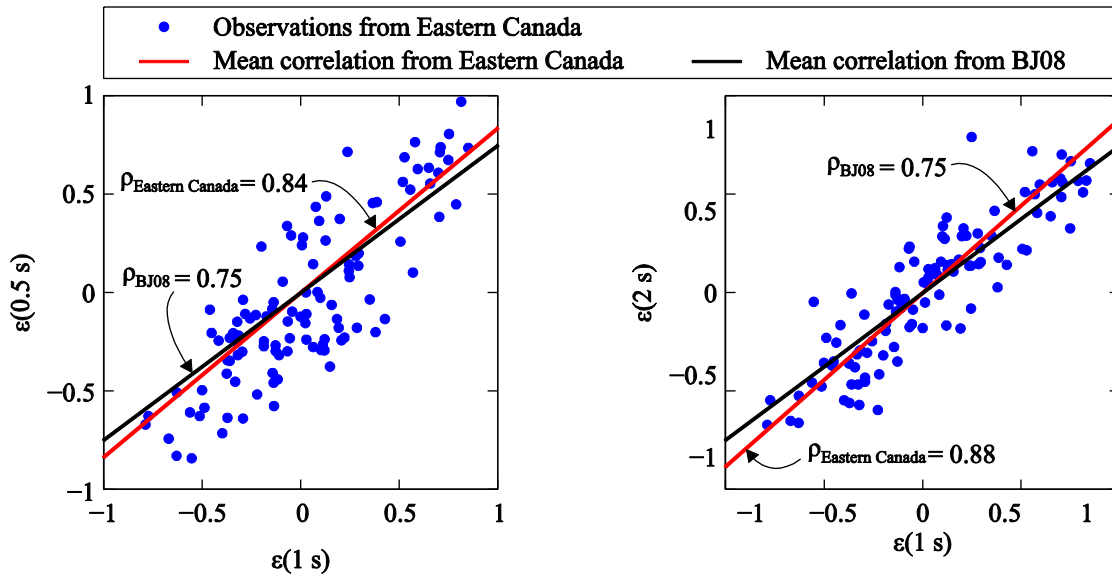 Observations from Eastern Canada
Mean correlation from Eastern Canada
Mean correlation from BJ08
1
0.5
0
−0.5
−1
ε(0.5 s)
ρEastern Canada = 0.84
ρBJ08 = 0.75
−1
−0.5
0
0.5
1
ε(1 s)
1
0.5
0
−0.5
−1
ε(2 s)
ρBJ08 = 0.75
ρEastern Canada = 0.88
−1
−0.5
0
0.5
1
ε(1 s)